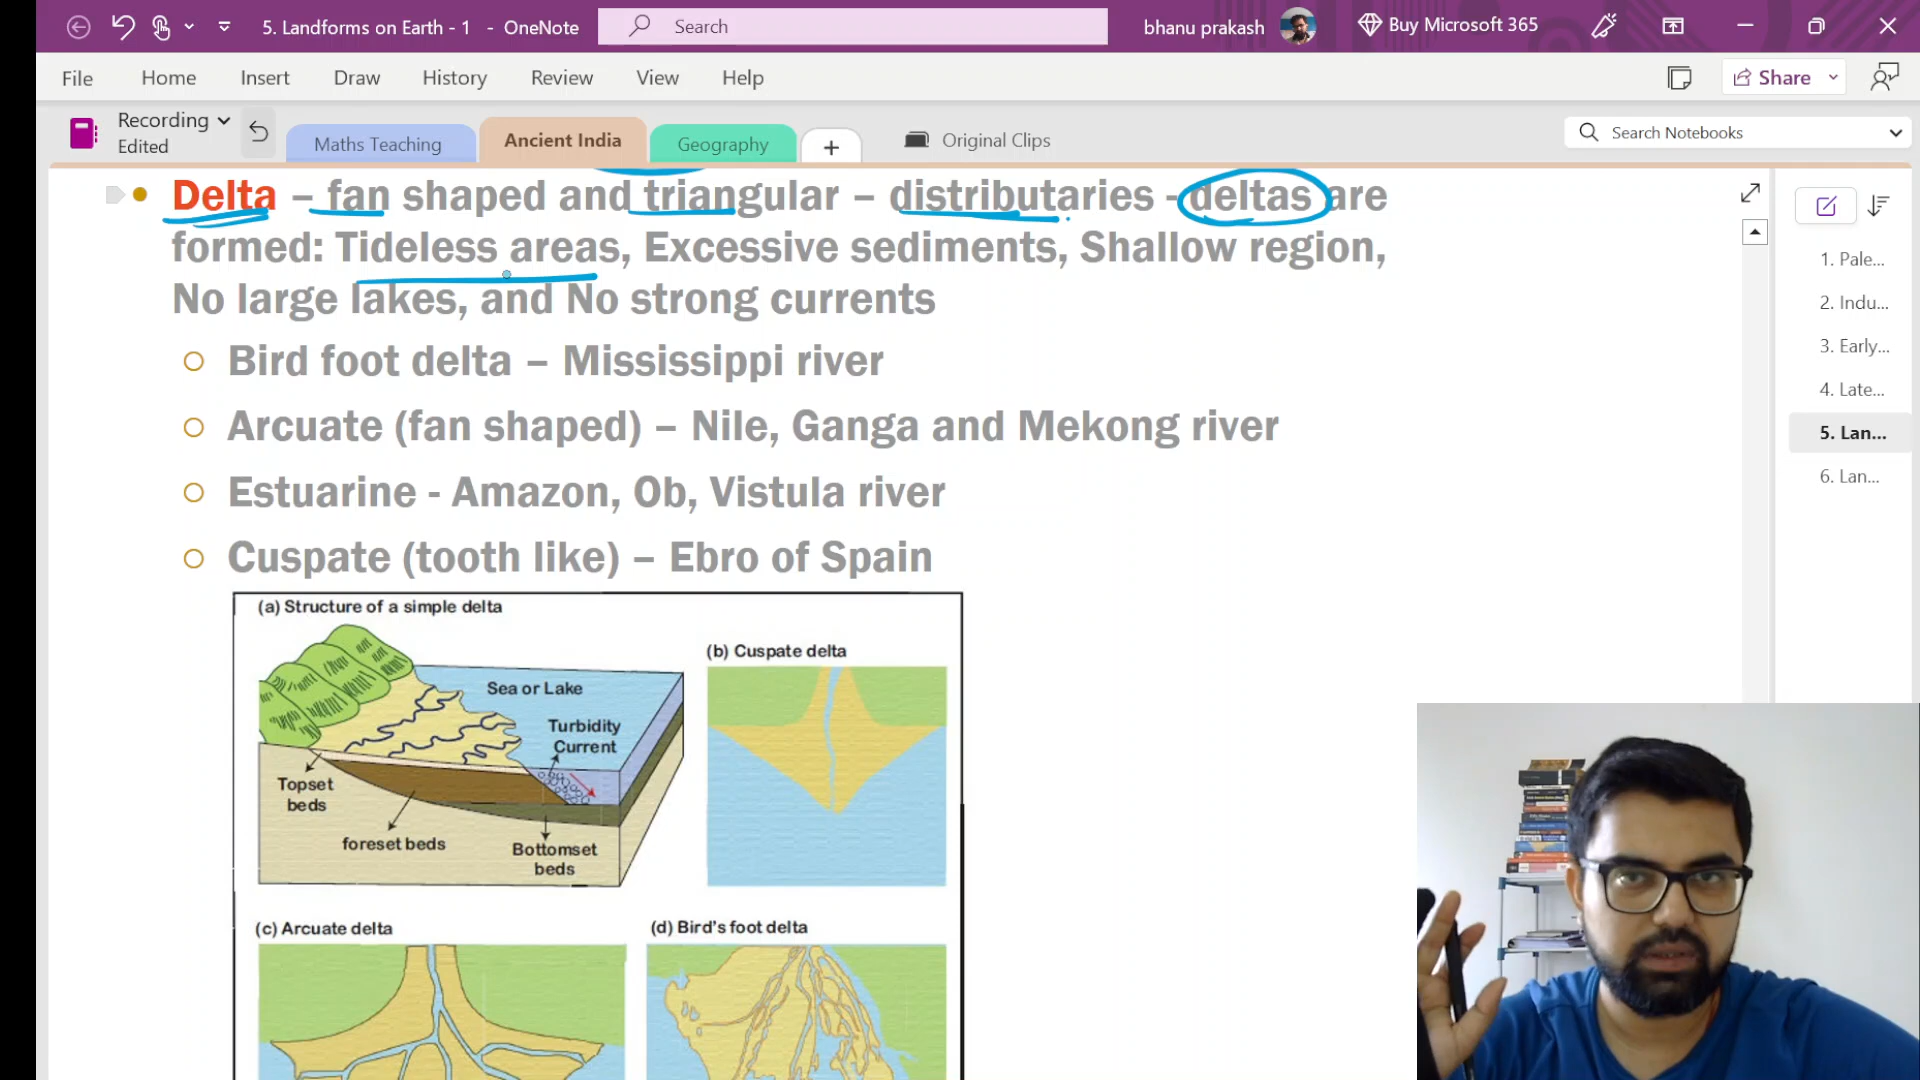 5. Landforms on Earth - 1 - OneNote
Search
bhanu prakash
Buy Microsoft 365
File Home Insert Draw History Review View Help
Share
Recording
Edited
Maths Teaching
Ancient India
Geography
+
Original Clips
Search Notebooks
Delta – fan shaped and triangular – distributaries - deltas are
formed: Tideless areas, Excessive sediments, Shallow region,
No large lakes, and No strong currents
Bird foot delta – Mississippi river
Arcuate (fan shaped) – Nile, Ganga and Mekong river
Estuarine - Amazon, Ob, Vistula river
Cuspate (tooth like) – Ebro of Spain
(a) Structure of a simple delta
Sea or Lake
Turbidity
Current
Topset
beds
foreset beds
Bottomset
beds
(b) Cuspate delta
(c) Arcuate delta
(d) Bird's foot delta
1. Pale...
2. Indu...
3. Early...
4. Late...
5. Lan...
6. Lan...